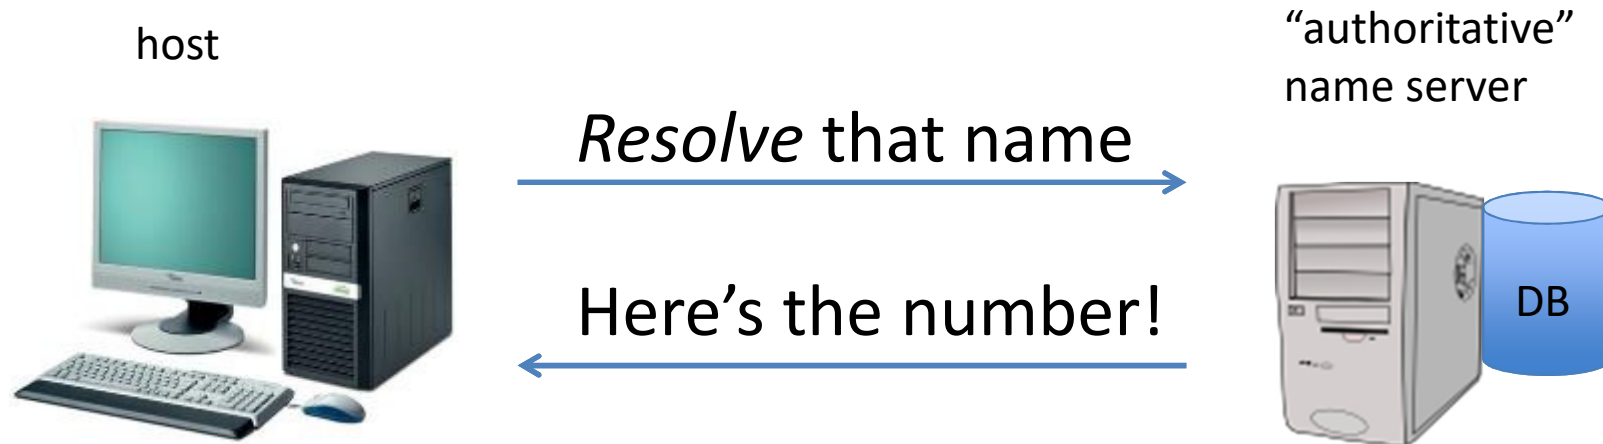 host
“authoritative”
name server
Resolve that name
Here’s the number!
DB